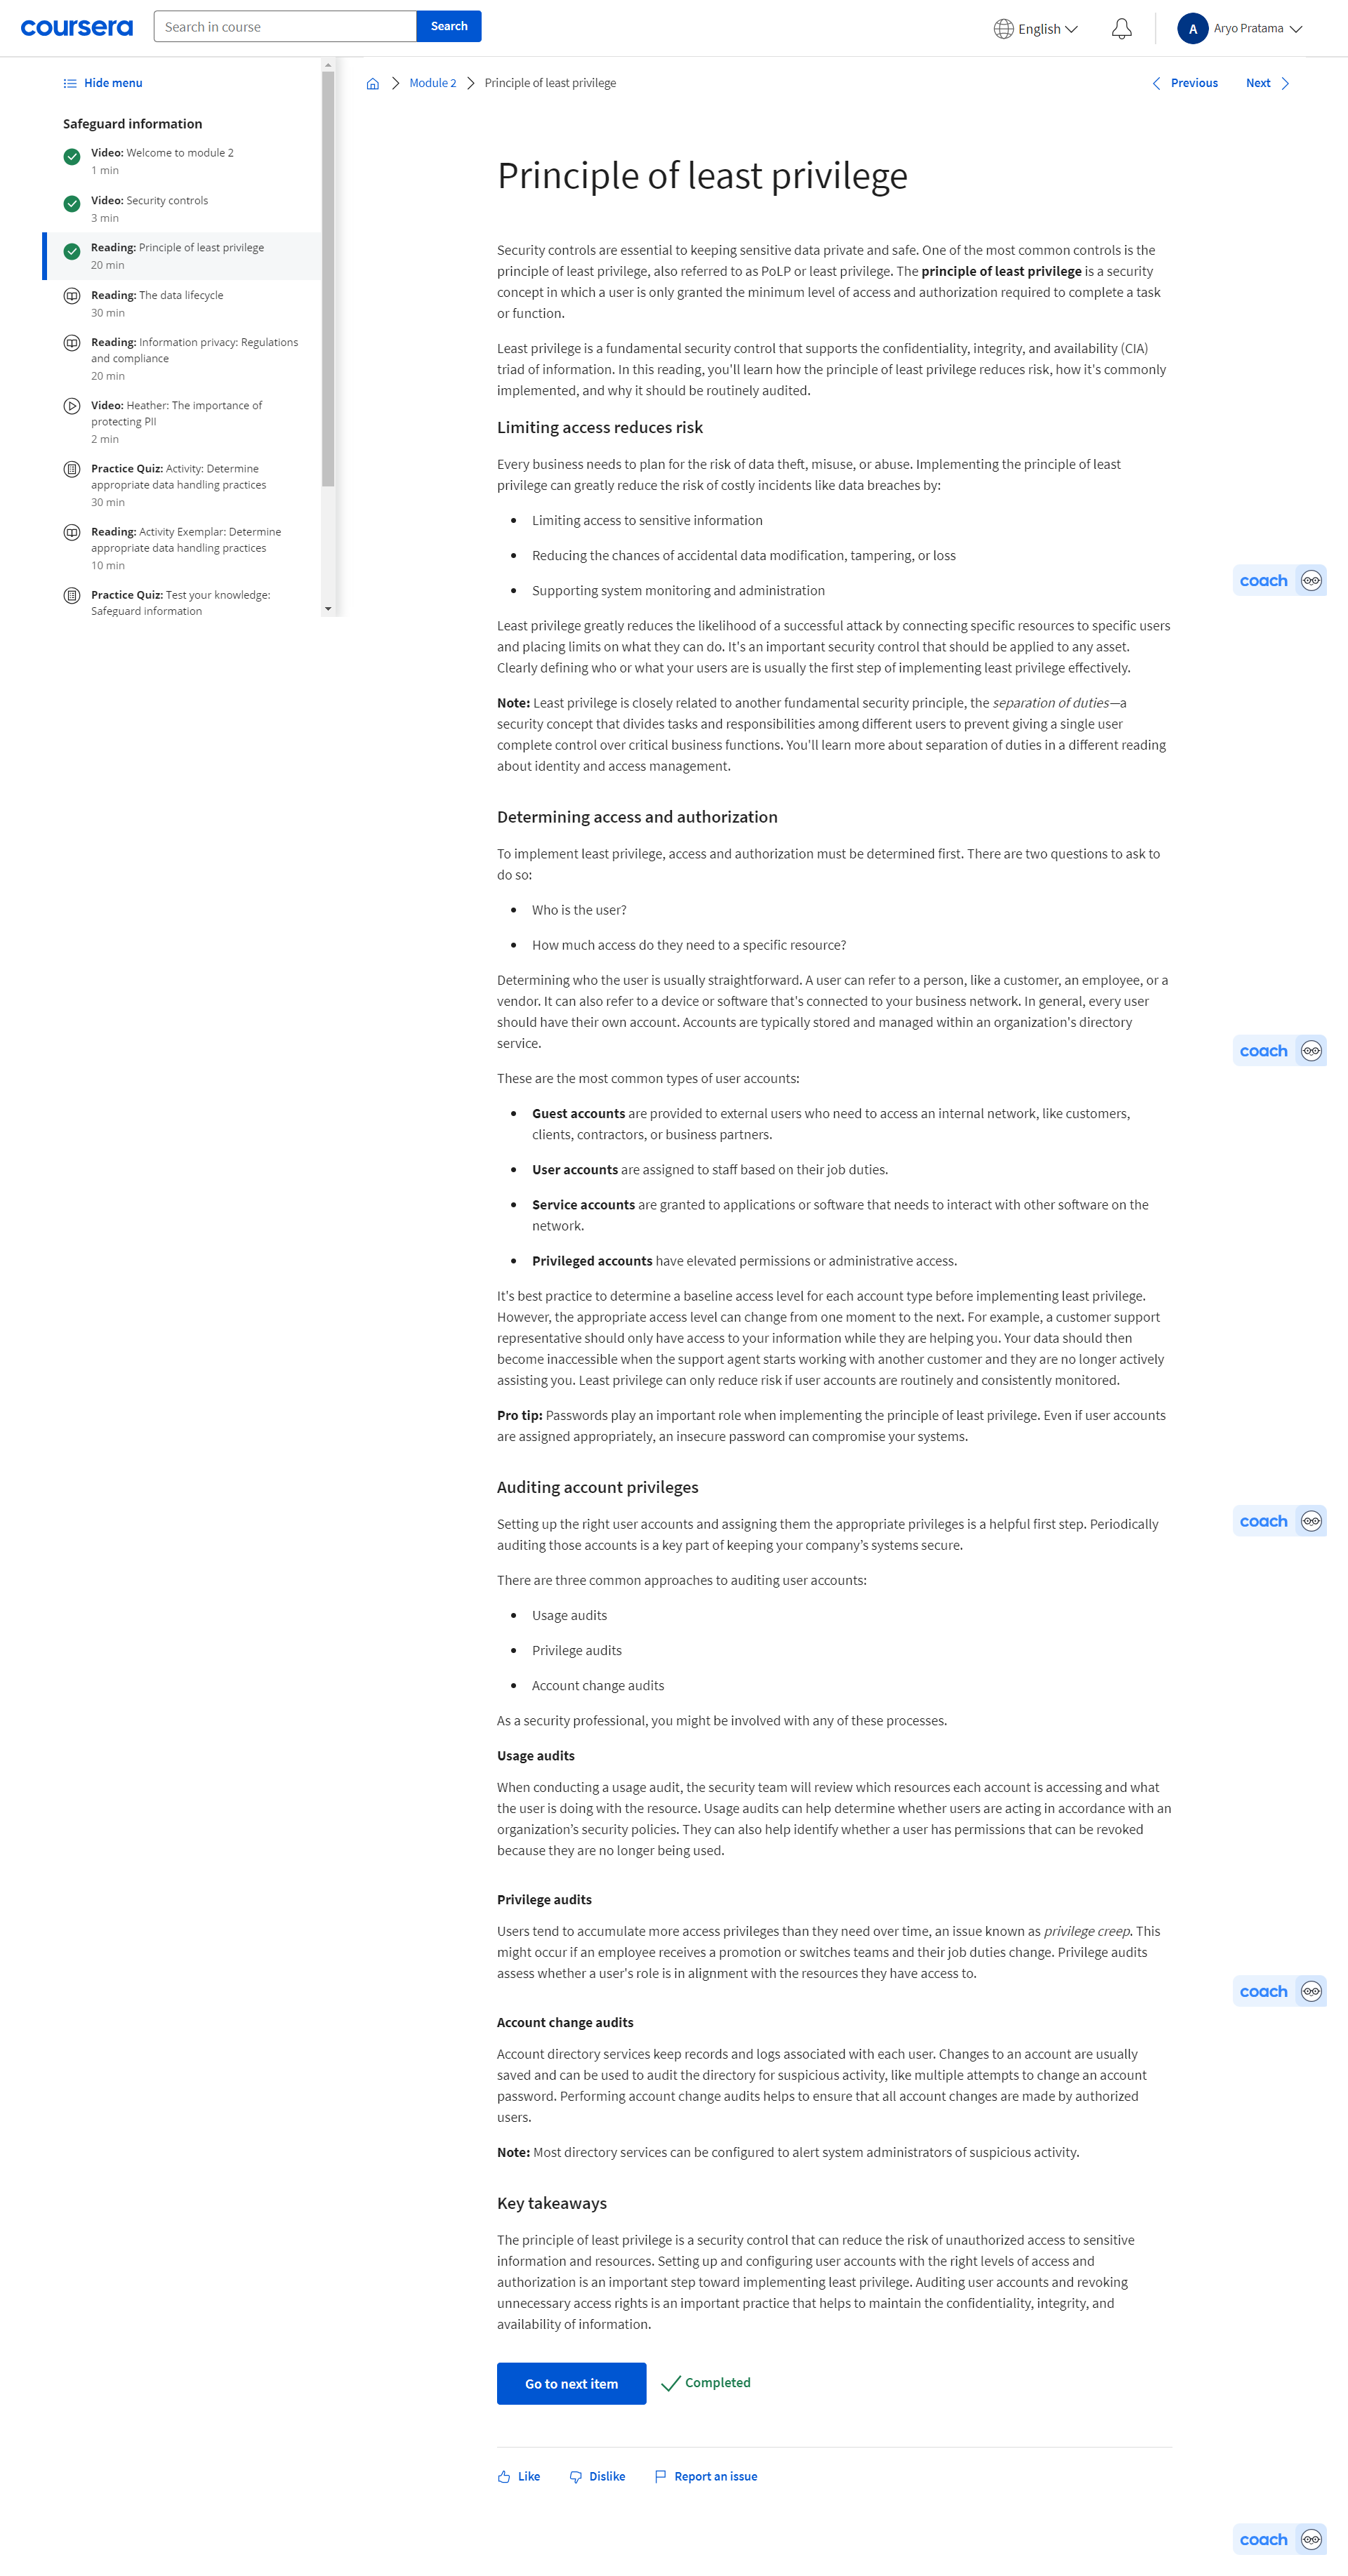 coursera
Search in course
Search
English
A
Aryo Pratama
Hide menu
Safeguard information
Video: Welcome to module 2
1 min
Video: Security controls
3 min
Reading: Principle of least privilege
20 min
Reading: The data lifecycle
30 min
Reading: Information privacy: Regulations
and compliance
20 min
Video: Heather: The importance of
protecting PII
2 min
Practice Quiz: Activity: Determine
appropriate data handling practices
30 min
Reading: Activity Exemplar: Determine
appropriate data handling practices
10 min
Practice Quiz: Test your knowledge:
Safeguard information
Module 2
Principle of least privilege
Previous
Next
Principle of least privilege
Security controls are essential to keeping sensitive data private and safe. One of the most common controls is the
principle of least privilege, also referred to as PoLP or least privilege. The principle of least privilege is a security
concept in which a user is only granted the minimum level of access and authorization required to complete a task
or function.
Least privilege is a fundamental security control that supports the confidentiality, integrity, and availability (CIA)
triad of information. In this reading, you'll learn how the principle of least privilege reduces risk, how it's commonly
implemented, and why it should be routinely audited.
Limiting access reduces risk
Every business needs to plan for the risk of data theft, misuse, or abuse. Implementing the principle of least
privilege can greatly reduce the risk of costly incidents like data breaches by:
• Limiting access to sensitive information
• Reducing the chances of accidental data modification, tampering, or loss
coach
• Supporting system monitoring and administration
Least privilege greatly reduces the likelihood of a successful attack by connecting specific resources to specific users
and placing limits on what they can do. It's an important security control that should be applied to any asset.
Clearly defining who or what your users are is usually the first step of implementing least privilege effectively.
Note: Least privilege is closely related to another fundamental security principle, the separation of duties—a
security concept that divides tasks and responsibilities among different users to prevent giving a single user
complete control over critical business functions. You'll learn more about separation of duties in a different reading
about identity and access management.
Determining access and authorization
To implement least privilege, access and authorization must be determined first. There are two questions to ask to
do so:
• Who is the user?
• How much access do they need to a specific resource?
Determining who the user is usually straightforward. A user can refer to a person, like a customer, an employee, or a
vendor. It can also refer to a device or software that's connected to your business network. In general, every user
should have their own account. Accounts are typically stored and managed within an organization's directory
service.
coach
These are the most common types of user accounts:
• Guest accounts are provided to external users who need to access an internal network, like customers,
clients, contractors, or business partners.
• User accounts are assigned to staff based on their job duties.
• Service accounts are granted to applications or software that needs to interact with other software on the
network.
• Privileged accounts have elevated permissions or administrative access.
It's best practice to determine a baseline access level for each account type before implementing least privilege.
However, the appropriate access level can change from one moment to the next. For example, a customer support
representative should only have access to your information while they are helping you. Your data should then
become inaccessible when the support agent starts working with another customer and they are no longer actively
assisting you. Least privilege can only reduce risk if user accounts are routinely and consistently monitored.
Pro tip: Passwords play an important role when implementing the principle of least privilege. Even if user accounts
are assigned appropriately, an insecure password can compromise your systems.
Auditing account privileges
Setting up the right user accounts and assigning them the appropriate privileges is a helpful first step. Periodically
coach
auditing those accounts is a key part of keeping your company’s systems secure.
There are three common approaches to auditing user accounts:
• Usage audits
• Privilege audits
• Account change audits
As a security professional, you might be involved with any of these processes.
Usage audits
When conducting a usage audit, the security team will review which resources each account is accessing and what
the user is doing with the resource. Usage audits can help determine whether users are acting in accordance with an
organization’s security policies. They can also help identify whether a user has permissions that can be revoked
because they are no longer being used.
Privilege audits
Users tend to accumulate more access privileges than they need over time, an issue known as privilege creep. This
might occur if an employee receives a promotion or switches teams and their job duties change. Privilege audits
assess whether a user's role is in alignment with the resources they have access to.
coach
Account change audits
Account directory services keep records and logs associated with each user. Changes to an account are usually
saved and can be used to audit the directory for suspicious activity, like multiple attempts to change an account
password. Performing account change audits helps to ensure that all account changes are made by authorized
users.
Note: Most directory services can be configured to alert system administrators of suspicious activity.
Key takeaways
The principle of least privilege is a security control that can reduce the risk of unauthorized access to sensitive
information and resources. Setting up and configuring user accounts with the right levels of access and
authorization is an important step toward implementing least privilege. Auditing user accounts and revoking
unnecessary access rights is an important practice that helps to maintain the confidentiality, integrity, and
availability of information.
Go to next item
Completed
Like
Dislike
Report an issue
coach